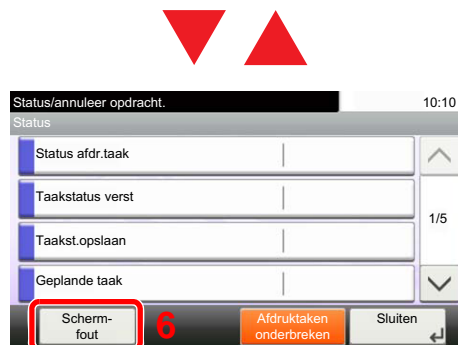 Status/annuleer opdracht.
10:10
Status
Status afdr.taak
Taakstatus verst
1/5
Taakst.opslaan
Geplande taak
Scherm-
fout
6
Afdruktaken
onderbreken
Sluiten